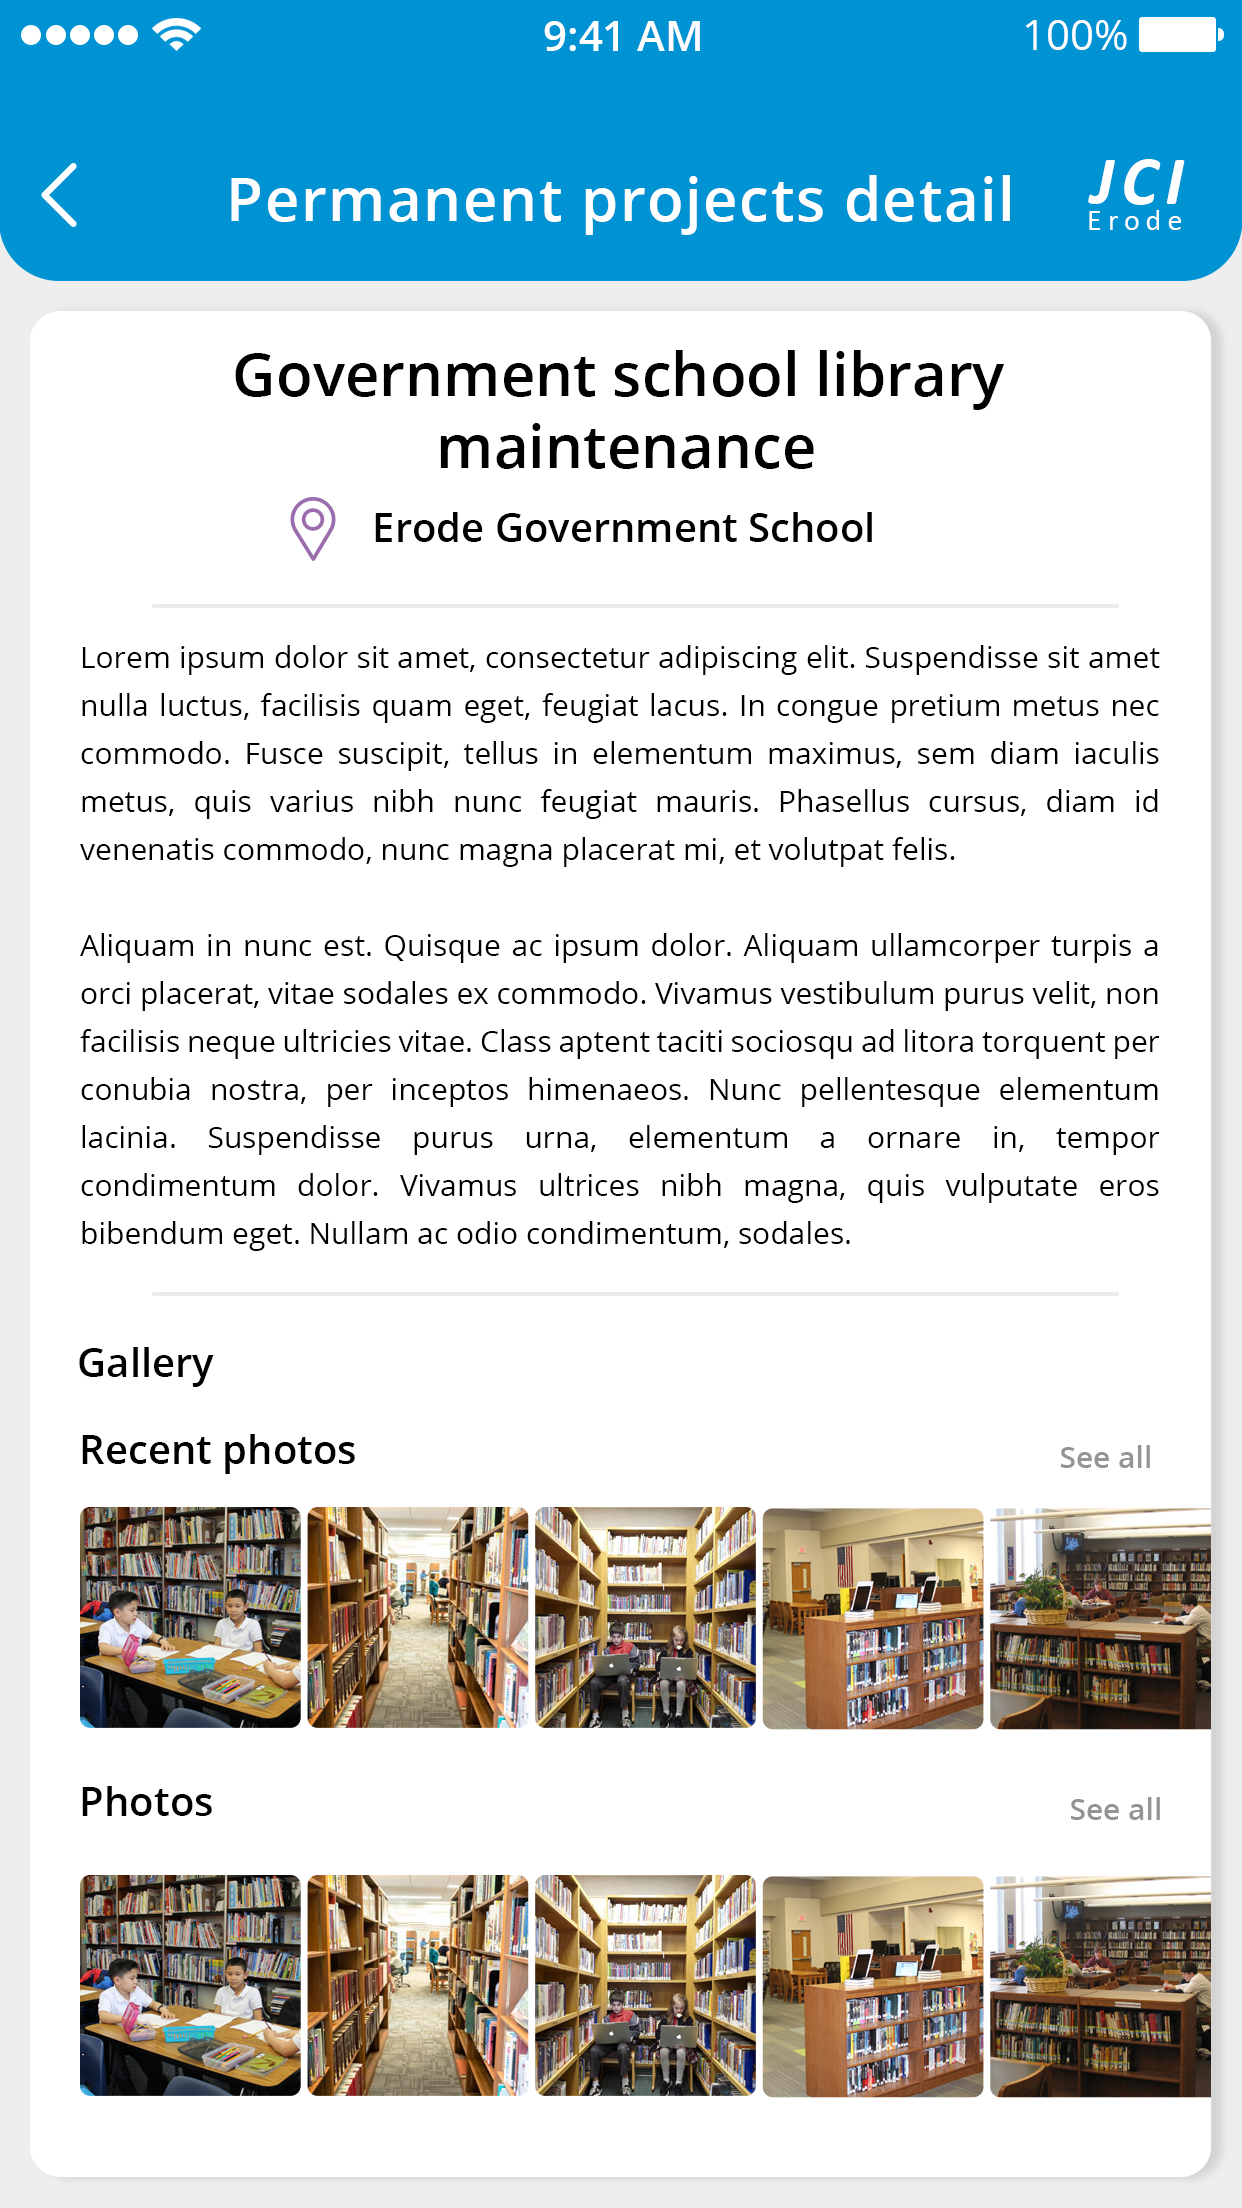 9:41 AM 100%
Permanent projects detail
JCI
Erode
Government school library
maintenance
Erode Government School
Lorem ipsum dolor sit amet, consectetur adipiscing elit. Suspendisse sit amet
nulla luctus, facilisis quam eget, feugiat lacus. In congue pretium metus nec
commodo. Fusce suscipit, tellus in elementum maximus, sem diam iaculis
metus, quis varius nibh nunc feugiat mauris. Phasellus cursus, diam id
venenatis commodo, nunc magna placerat mi, et volutpat felis.
Aliquam in nunc est. Quisque ac ipsum dolor. Aliquam ullamcorper turpis a
orci placerat, vitae sodales ex commodo. Vivamus vestibulum purus velit, non
facilisis neque ultricies vitae. Class aptent taciti sociosqu ad litora torquent per
conubia nostra, per inceptos himenaeos. Nunc pellentesque elementum
lacinia. Suspendisse purus urna, elementum a ornare in, tempor
condimentum dolor. Vivamus ultrices nibh magna, quis vulputate eros
bibendum eget. Nullam ac odio condimentum, sodales.
Gallery
Recent photos
See all
Photos
See all